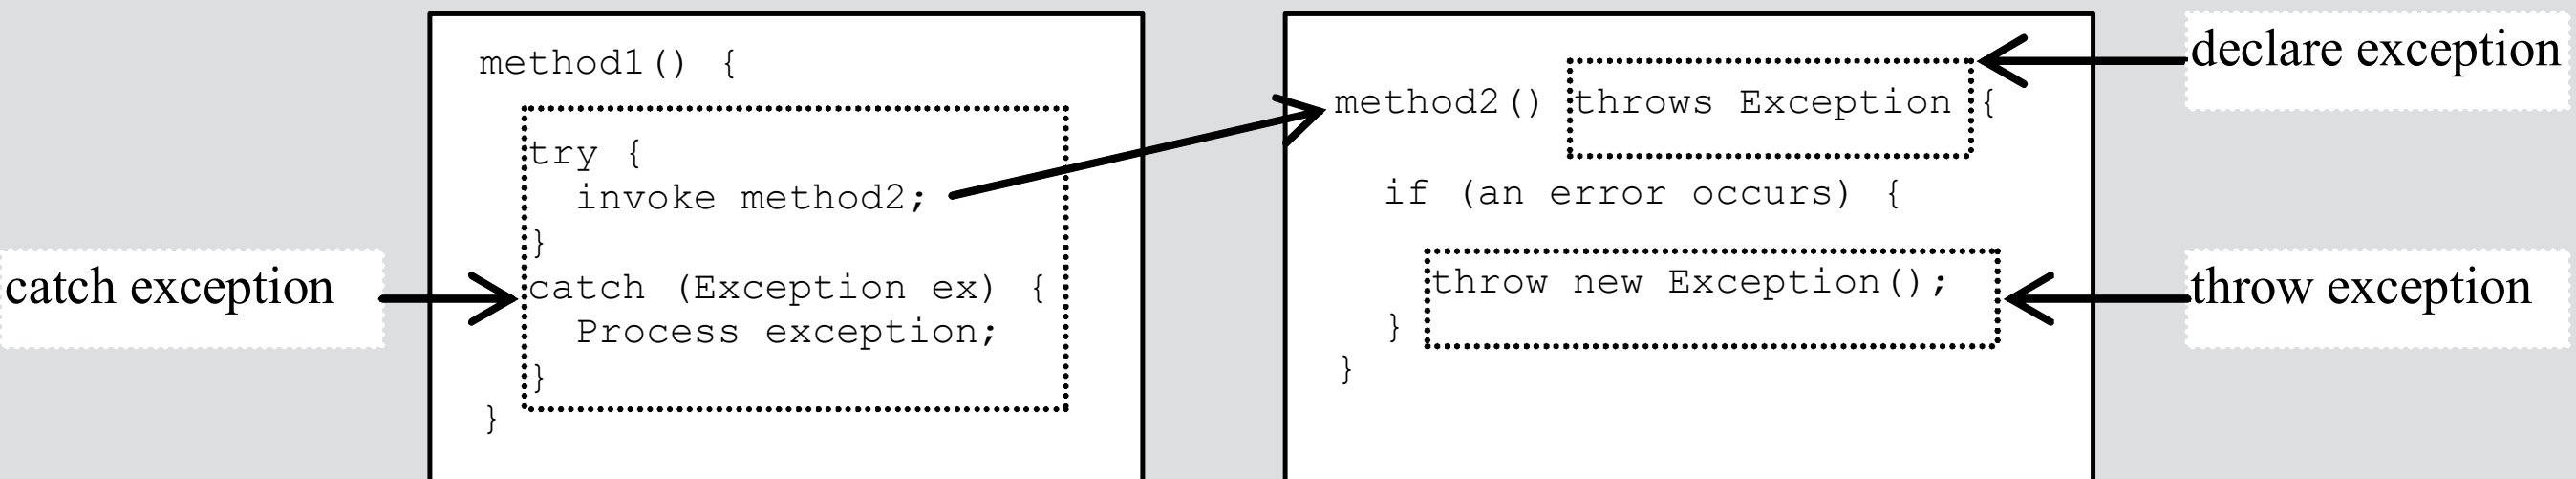 catch exception
method1() {
try {
invoke method2;
}
catch (Exception ex) {
Process exception;
}
}
method2() throws Exception {
if (an error occurs) {
throw new Exception();
}
}
declare exception
throw exception